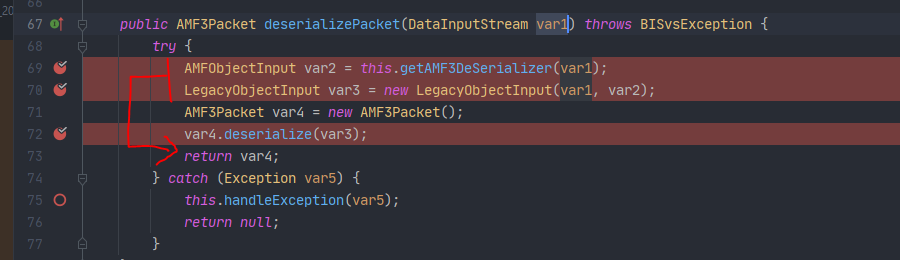 67 public AMF3Packet deserializePacket(DataInputStream var1) throws BISvsException {
68 try {
69 AMFObjectInput var2 = this.getAMF3DeSerializer(var1);
70 LegacyObjectInput var3 = new LegacyObjectInput(var1, var2);
71 AMF3Packet var4 = new AMF3Packet();
72 var4.deserialize(var3);
73 return var4;
74 } catch (Exception var5) {
75 this.handleException(var5);
76 return null;
77 }